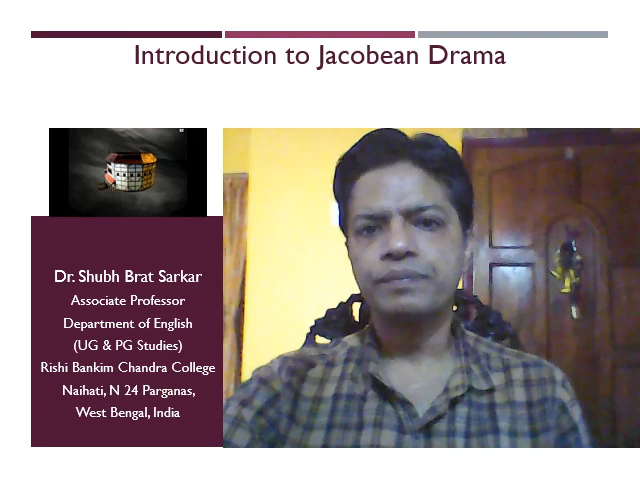 Introduction to Jacobean Drama
Dr. Shubh Brat Sarkar
Associate Professor
Department of English
(UG & PG Studies)
Rishi Bankim Chandra College
Naihati, N 24 Parganas,
West Bengal, India